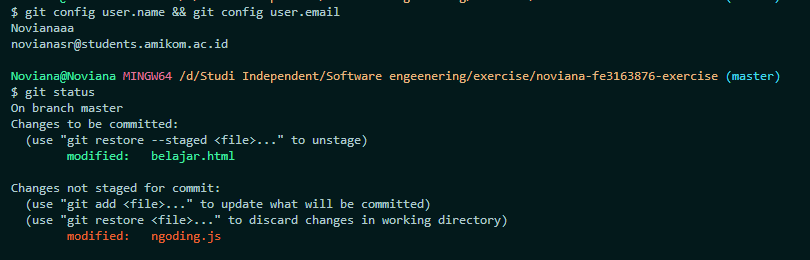 $ git config user.name && git config user.email
Novianaaa
novianasr@students.amikom.ac.id
Noviana@Noviana MINGW64 /d/Studi Independent/Software engeenering/exercise/noviana-fe3163876-exercise (master)
$ git status
On branch master
Changes to be committed:
(use "git restore --staged <file>..." to unstage)
modified: belajar.html
Changes not staged for commit:
(use "git add <file>..." to update what will be committed)
(use "git restore <file>..." to discard changes in working directory)
modified: ngoding.js